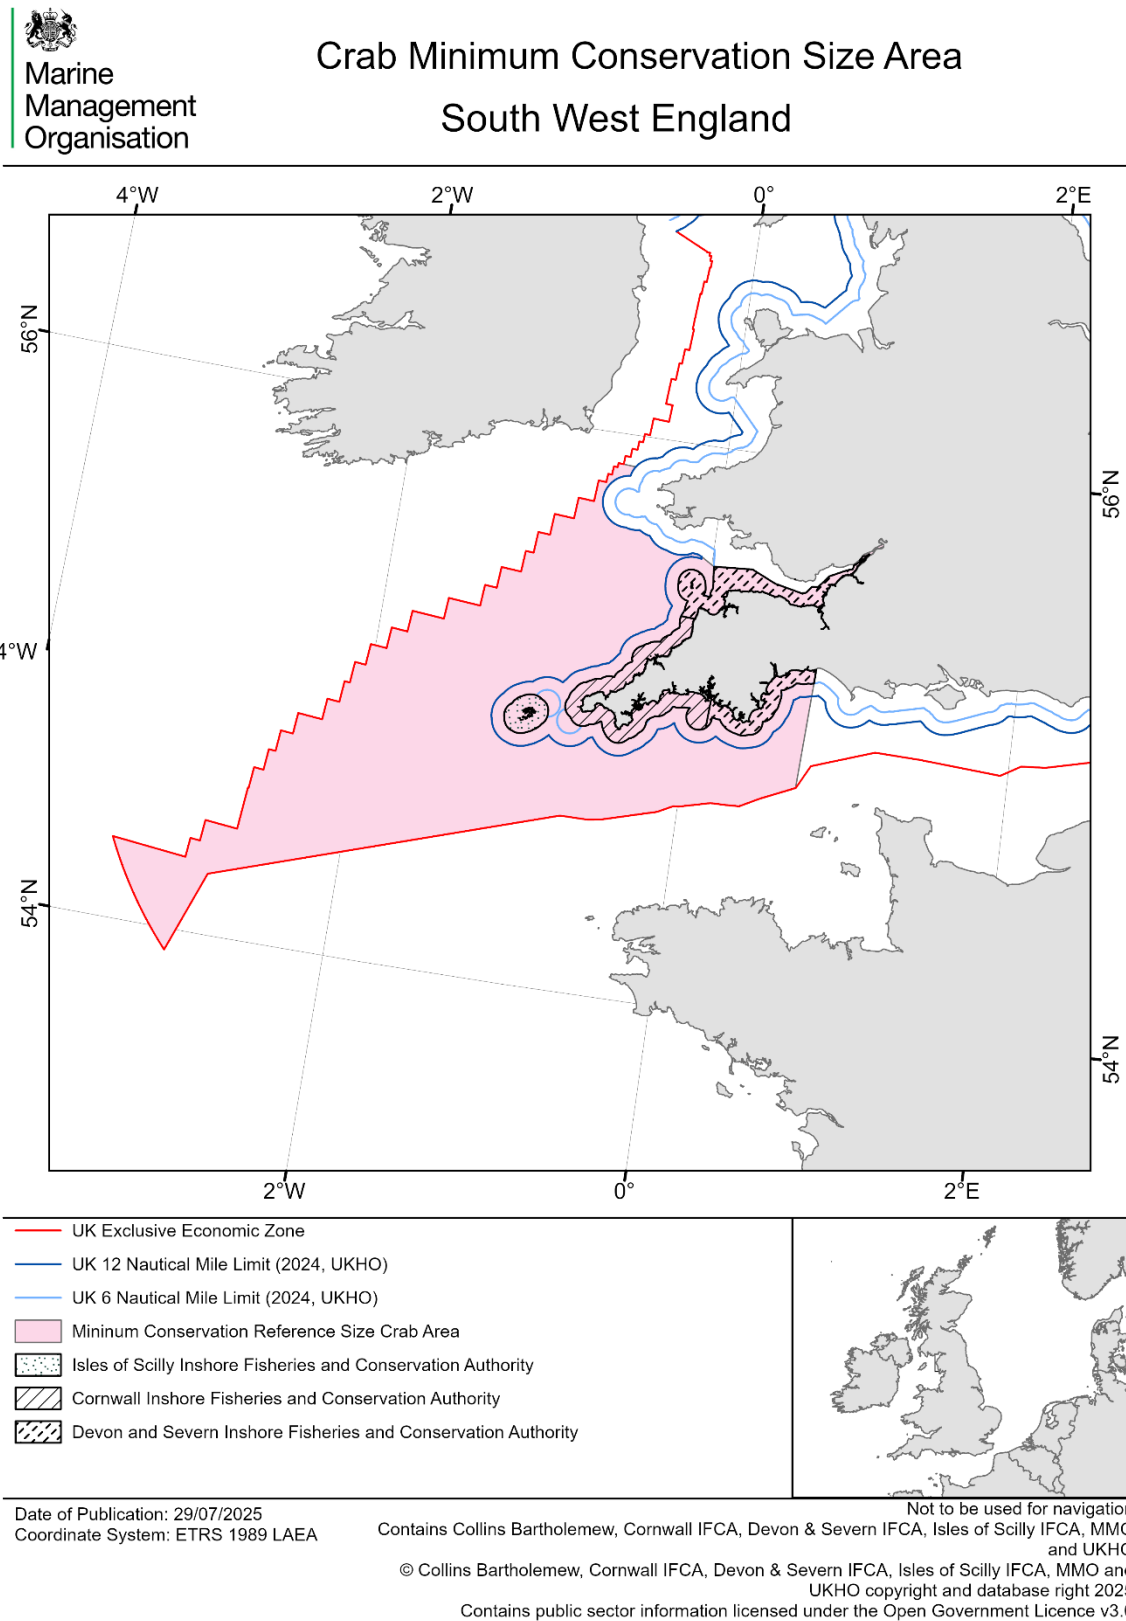 Marine
Management
Organisation
Crab Minimum Conservation Size Area
South West England
4°W 2°W 0° 2°E
56°N
56°N
4°W
54°N
54°N
2°W 0° 2°E
UK Exclusive Economic Zone
UK 12 Nautical Mile Limit (2024, UKHO)
UK 6 Nautical Mile Limit (2024, UKHO)
Mininum Conservation Reference Size Crab Area
Isles of Scilly Inshore Fisheries and Conservation Authority
Cornwall Inshore Fisheries and Conservation Authority
Devon and Severn Inshore Fisheries and Conservation Authority
Date of Publication: 29/07/2025
Coordinate System: ETRS 1989 LAEA
Not to be used for navigation
Contains Collins Bartholemew, Cornwall IFCA, Devon & Severn IFCA, Isles of Scilly IFCA, MMO
and UKHO
© Collins Bartholemew, Cornwall IFCA, Devon & Severn IFCA, Isles of Scilly IFCA, MMO and
UKHO copyright and database right 2025
Contains public sector information licensed under the Open Government Licence v3.0